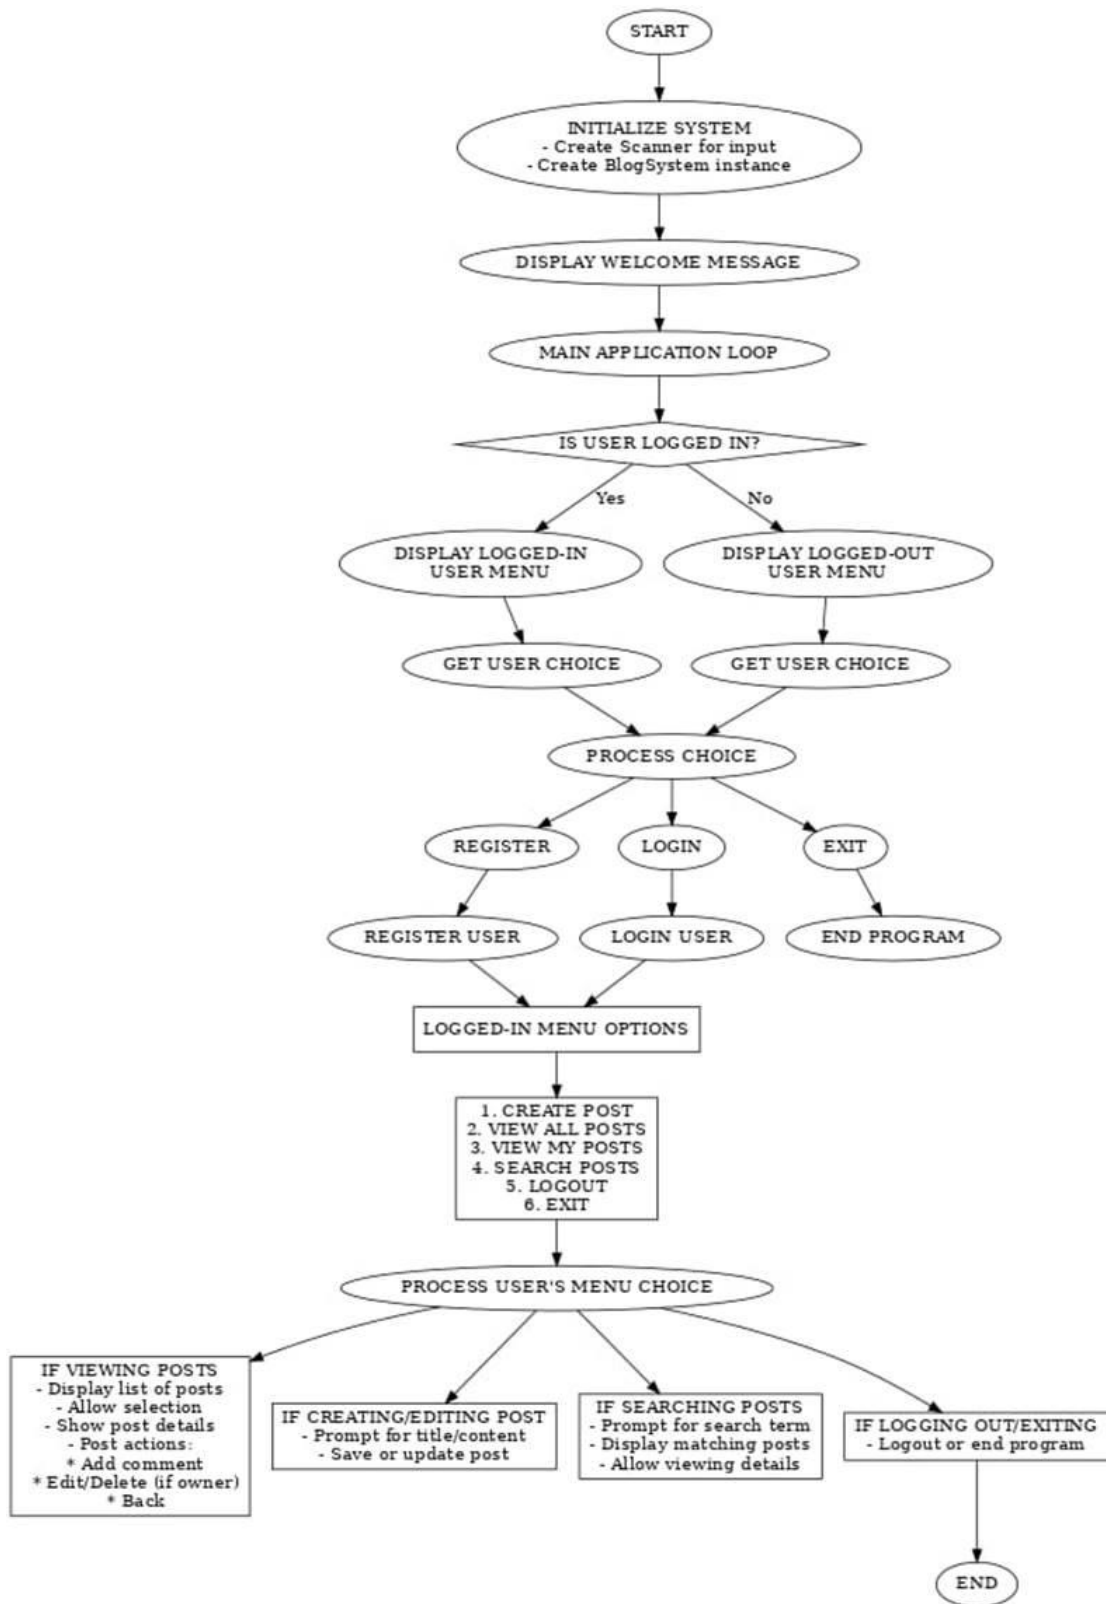 START
INITIALIZE SYSTEM
- Create Scanner for input
- Create BlogSystem instance
DISPLAY WELCOME MESSAGE
MAIN APPLICATION LOOP
IS USER LOGGED IN?
Yes
No
DISPLAY LOGGED-IN
USER MENU
DISPLAY LOGGED-OUT
USER MENU
GET USER CHOICE
GET USER CHOICE
PROCESS CHOICE
REGISTER
LOGIN
EXIT
REGISTER USER
LOGIN USER
END PROGRAM
LOGGED-IN MENU OPTIONS
1. CREATE POST
2. VIEW ALL POSTS
3. VIEW MY POSTS
4. SEARCH POSTS
5. LOGOUT
6. EXIT
PROCESS USER'S MENU CHOICE
IF VIEWING POSTS
- Display list of posts
- Allow selection
- Show post details
- Post actions:
* Add comment
* Edit/Delete (if owner)
* Back
IF CREATING/EDITING POST
- Prompt for title/content
- Save or update post
IF SEARCHING POSTS
- Prompt for search term
- Display matching posts
- Allow viewing details
IF LOGGING OUT/EXITING
- Logout or end program
END